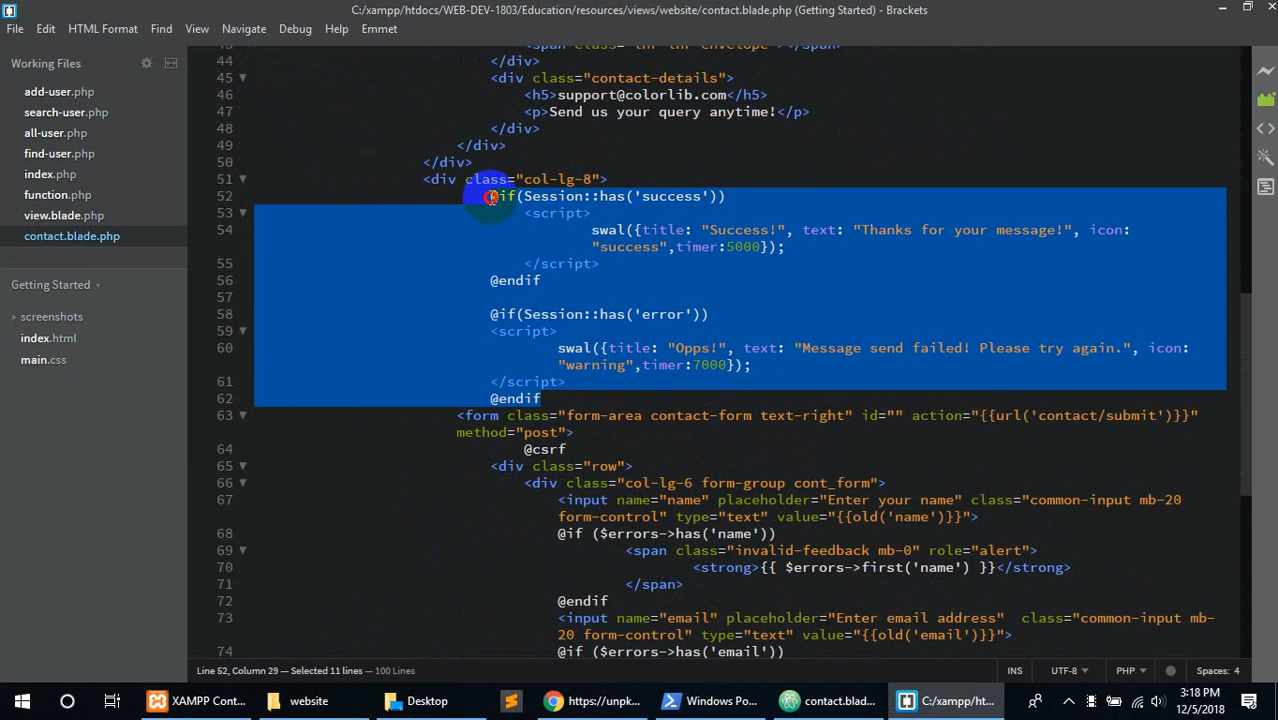 C:/xampp/htdocs/WEB-DEV-1803/Education/resources/views/website/contact.blade.php (Getting Started) - Brackets
File Edit HTML Format Find View Navigate Debug Help Emmet
Working Files
add-user.php
search-user.php
all-user.php
find-user.php
index.php
function.php
view.blade.php
contact.blade.php
Getting Started
screenshots
index.html
main.css
44 </div>
45 <div class="contact-details">
46 <h5>support@colorlib.com</h5>
47 <p>Send us your query anytime!</p>
48 </div>
49 </div>
50 </div>
51 <div class="col-lg-8">
52 @if(Session::has('success'))
53 <script>
54 swal({title: "Success!", text: "Thanks for your message!", icon:
"success",timer:5000});
55 </script>
56 @endif
57
58 @if(Session::has('error'))
59 <script>
60 swal({title: "Opps!", text: "Message send failed! Please try again.", icon:
"warning",timer:7000});
61 </script>
62 @endif
63 <form class="form-area contact-form text-right" id="" action="{{url('contact/submit')}}"
method="post">
64 @csrf
65 <div class="row">
66 <div class="col-lg-6 form-group cont_form">
67 <input name="name" placeholder="Enter your name" class="common-input mb-20
form-control" type="text" value="{{old('name')}}">
68 @if ($errors->has('name'))
69 <span class="invalid-feedback mb-0" role="alert">
70 <strong>{{ $errors->first('name') }}</strong>
71 </span>
72 @endif
73 <input name="email" placeholder="Enter email address" class="common-input mb-
20 form-control" type="text" value="{{old('email')}}">
74 @if ($errors->has('email'))
Line 52, Column 29 — Selected 11 lines — 100 Lines
INS UTF-8 PHP Spaces: 4
XAMPP Cont... website Desktop https://unpk... Windows Po... contact.blad... C:/xampp/ht...
3:18 PM
12/5/2018